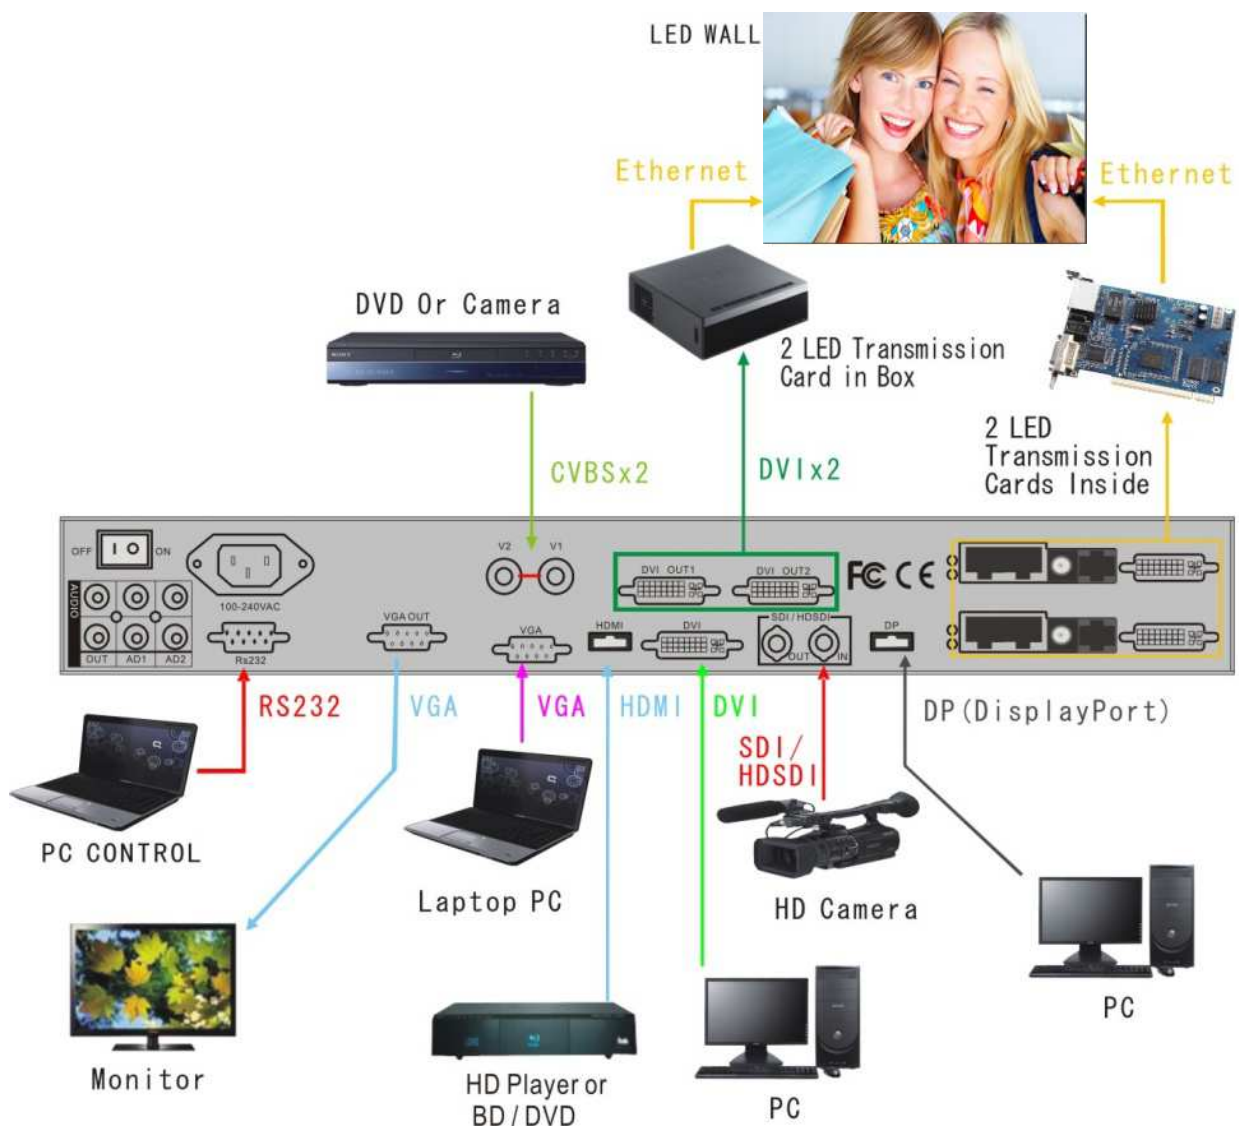 LED WALL
Ethernet
Ethernet
DVD Or Camera
SONY
2 LED Transmission
Card in Box
2 LED
Transmission
Cards Inside
CVBSx2
DVIx2
OFF
I O
ON
V2
V1
DVI OUT1
DVI OUT2
FC CE
AUDIO
100-240VAC
VGA OUT
VGA
HDMI
DVI
SDI/HDSDI
DP
OUT
AD1
AD2
Rs232
OUT
IN
RS232
VGA
VGA
HDMI
DVI
SDI/
HDSDI
DP(DisplayPort)
PC CONTROL
Laptop PC
HD Camera
Monitor
HD Player or
BD / DVD
PC
PC